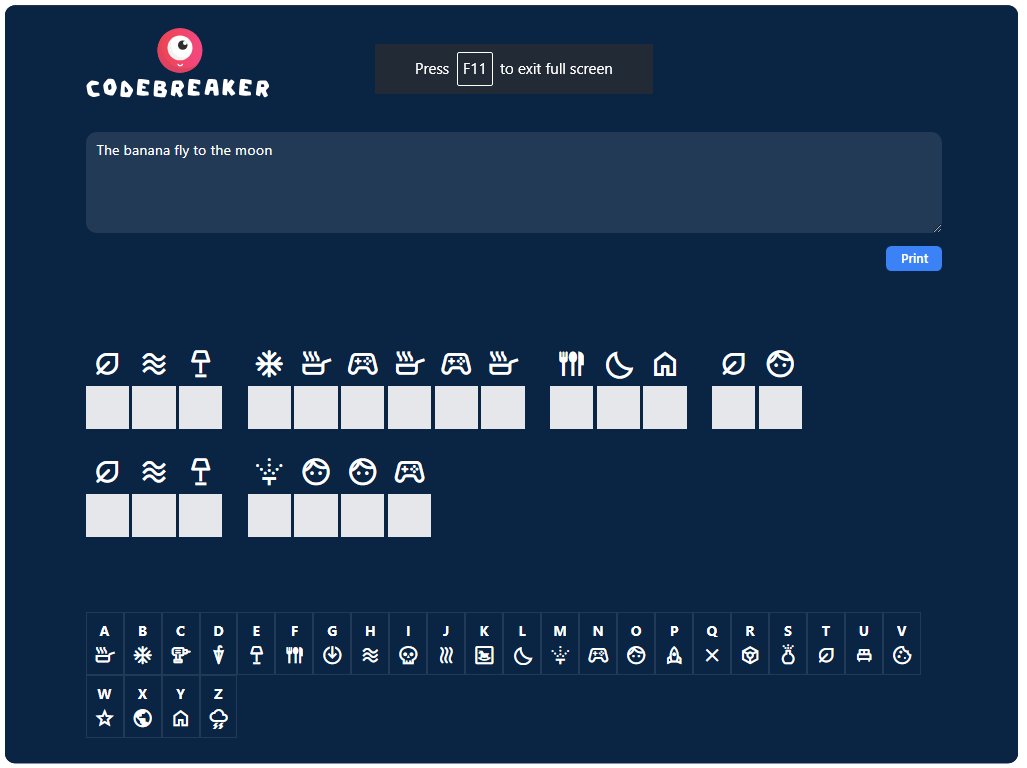 CODEBREAKER
Press F11 to exit full screen
The banana fly to the moon
Print
A B C D E F G H I J K L M N O P Q R S T U V
W X Y Z